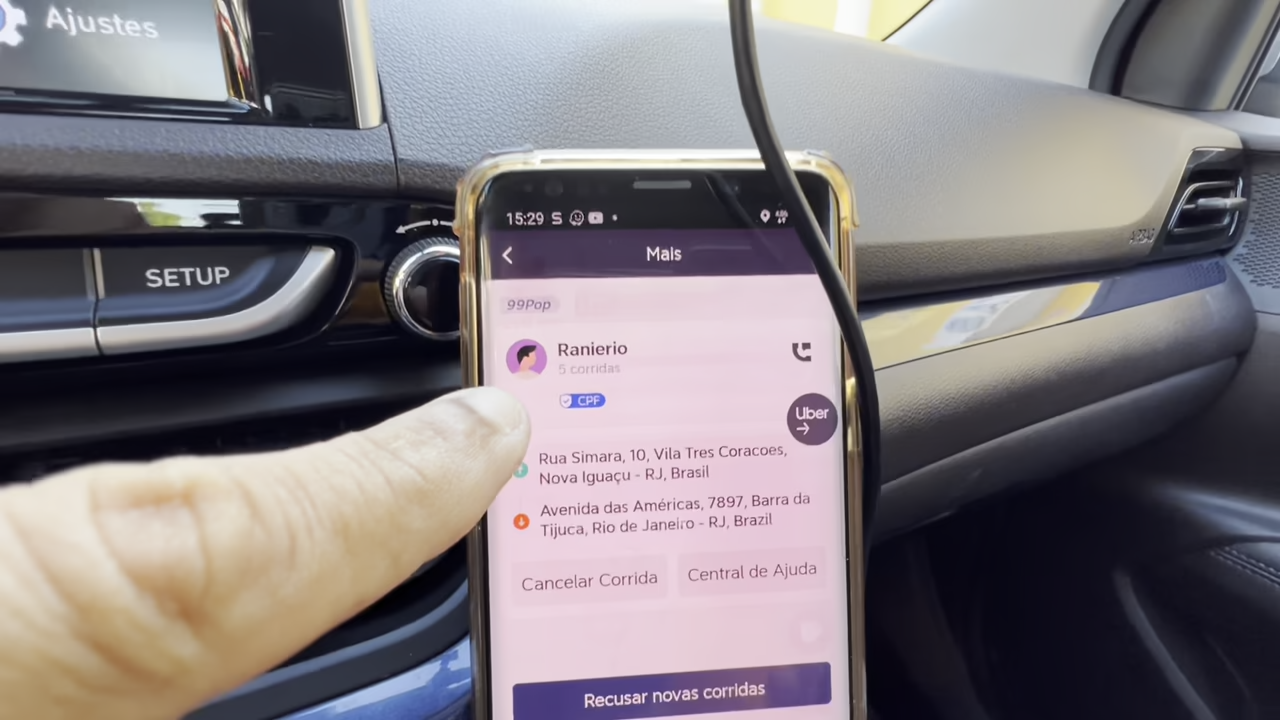 Ajustes
SETUP
15:29 S
Mais
99Pop
Ranierio
5 corridas
CPF
Uber
Rua Simara, 10, Vila Tres Coracoes,
Nova Iguaçu - RJ, Brasil
Avenida das Américas, 7897, Barra da
Tijuca, Rio de Janeiro - RJ, Brazil
Cancelar Corrida
Central de Ajuda
Recusar novas corridas